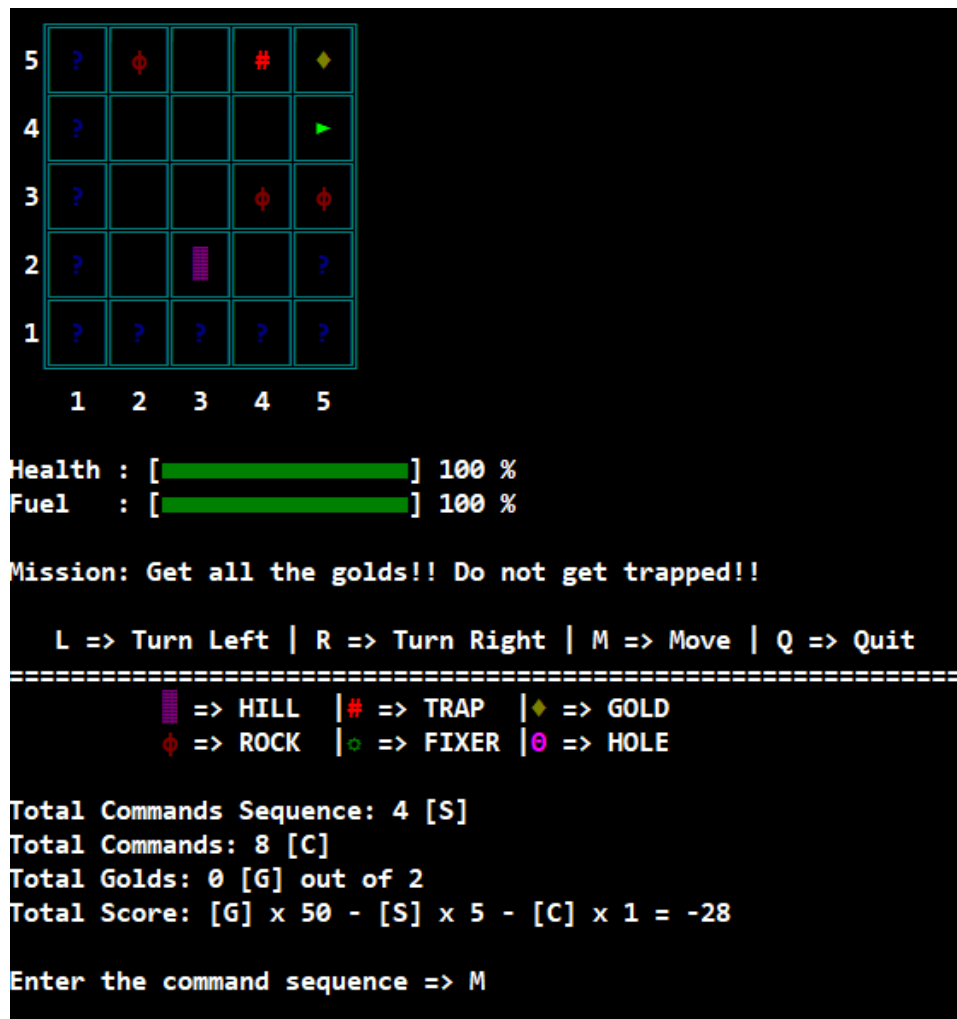 5 ? ϕ # ♦
4 ? ►
3 ? ϕ ϕ
2 ? ▓ ?
1 ? ? ? ? ?
1 2 3 4 5
Health : [ ] 100 %
Fuel : [ ] 100 %
Mission: Get all the golds!! Do not get trapped!!
L => Turn Left | R => Turn Right | M => Move | Q => Quit
==============================================================
▓ => HILL |# => TRAP |♦ => GOLD
ϕ => ROCK |☼ => FIXER |Θ => HOLE
Total Commands Sequence: 4 [S]
Total Commands: 8 [C]
Total Golds: 0 [G] out of 2
Total Score: [G] x 50 - [S] x 5 - [C] x 1 = -28
Enter the command sequence => M